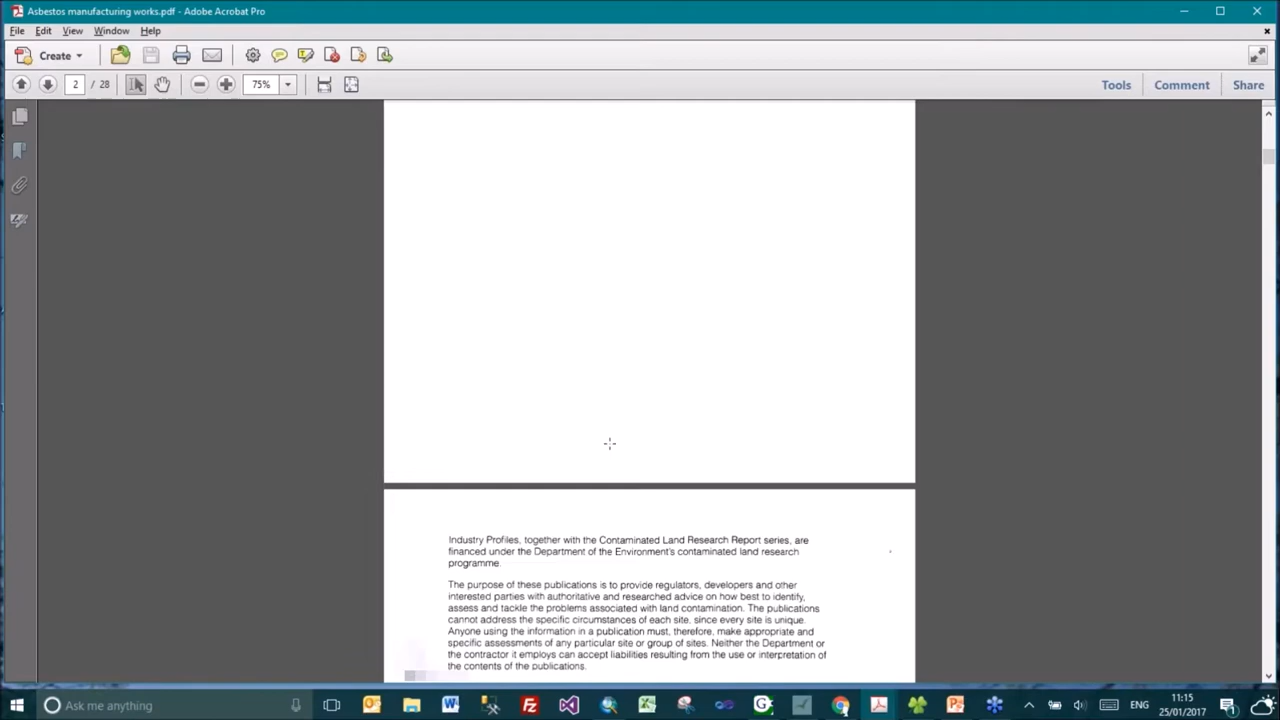 Asbestos manufacturing works.pdf - Adobe Acrobat Pro
File Edit View Window Help
Create
2 / 28 75% Tools Comment Share
Industry Profiles, together with the Contaminated Land Research Report series, are
financed under the Department of the Environment's contaminated land research
programme.
The purpose of these publications is to provide regulators, developers and other
interested parties with authoritative and researched advice on how best to identify,
assess and tackle the problems associated with land contamination. The publications
cannot address the specific circumstances of each site, since every site is unique.
Anyone using the information in a publication must, therefore, make appropriate and
specific assessments of any particular site or group of sites. Neither the Department or
the contractor it employs can accept liabilities resulting from the use or interpretation of
the contents of the publications.
Ask me anything
ENG
11:15
25/01/2017